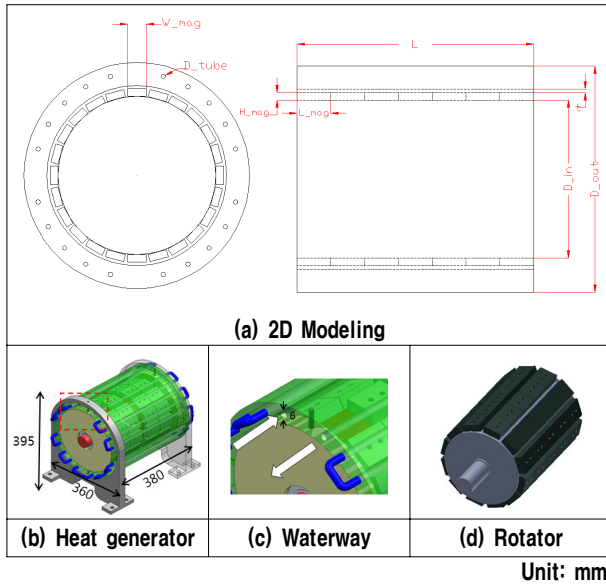 W_mag
D_tube
L
H_mag
L_mag
t
D_in
D_out
(a) 2D Modeling
395
360
380
6
(b) Heat generator
(c) Waterway
(d) Rotator
Unit: mm